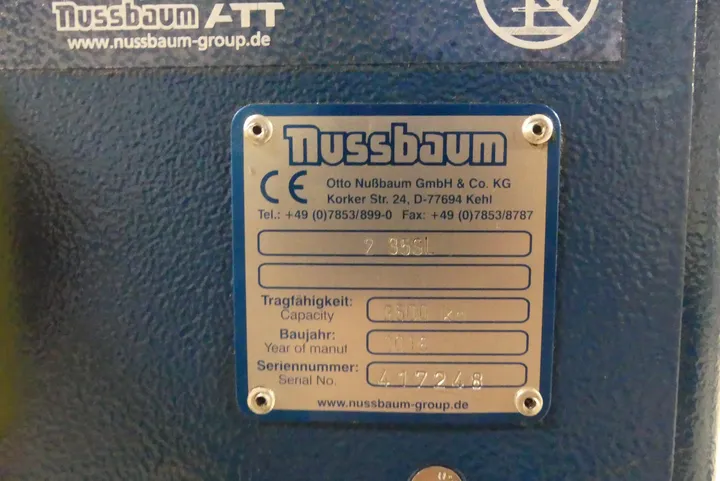 Nussbaum ATT
www.nussbaum-group.de
Nussbaum
CE Otto Nußbaum GmbH & Co. KG
Korker Str. 24, D-77694 Kehl
Tel.: +49 (0)7853/899-0 Fax: +49 (0)7853/8787
2 35SL
Tragfähigkeit:
Capacity
Baujahr:
Year of manuf
Seriennummer: 417248
Serial No.
www.nussbaum-group.de